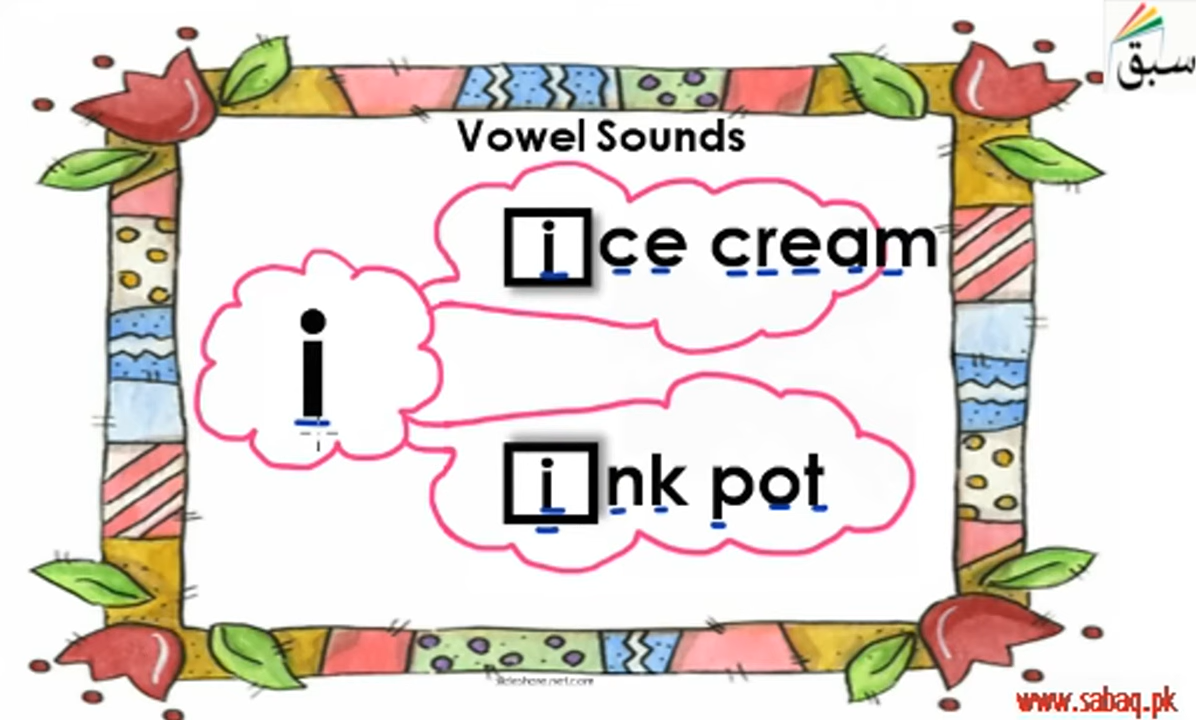 سبق
Vowel Sounds
ice cream
i
ink pot
www.sabaq.pk